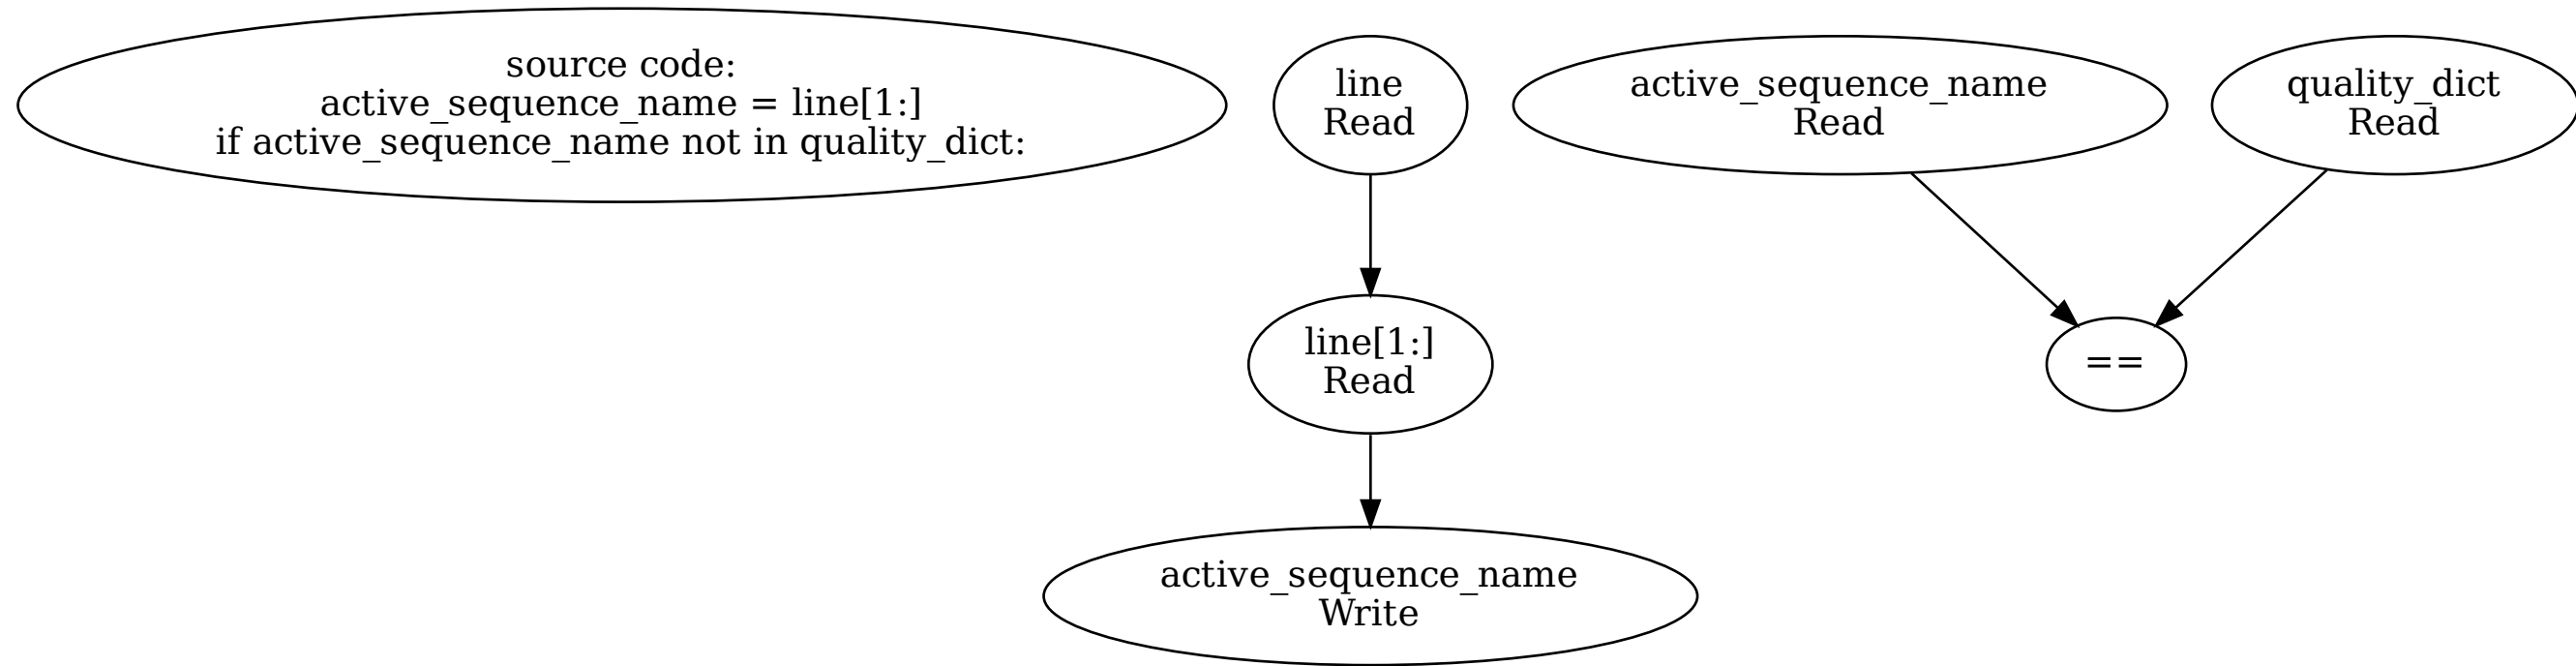 source code:
active_sequence_name = line[1:]
if active_sequence_name not in quality_dict:
line
Read
active_sequence_name
Read
quality_dict
Read
line[1:]
Read
==
active_sequence_name
Write